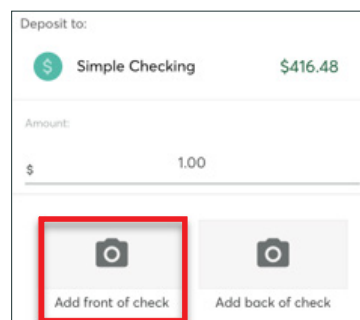 Deposit to:
$ Simple Checking $416.48
Amount:
$ 1.00
Add front of check Add back of check